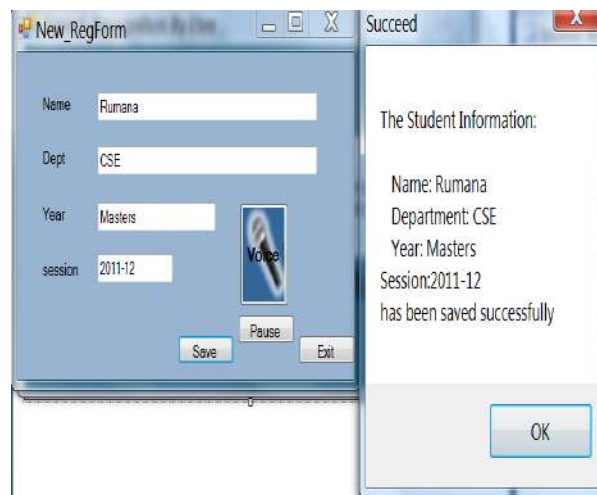 New_RegForm
Name Rumana
Dept CSE
Year Masters
session 2011-12
Voice
Pause
Save
Exit
Succeed
X
The Student Information:
Name: Rumana
Department: CSE
Year: Masters
Session:2011-12
has been saved successfully
OK